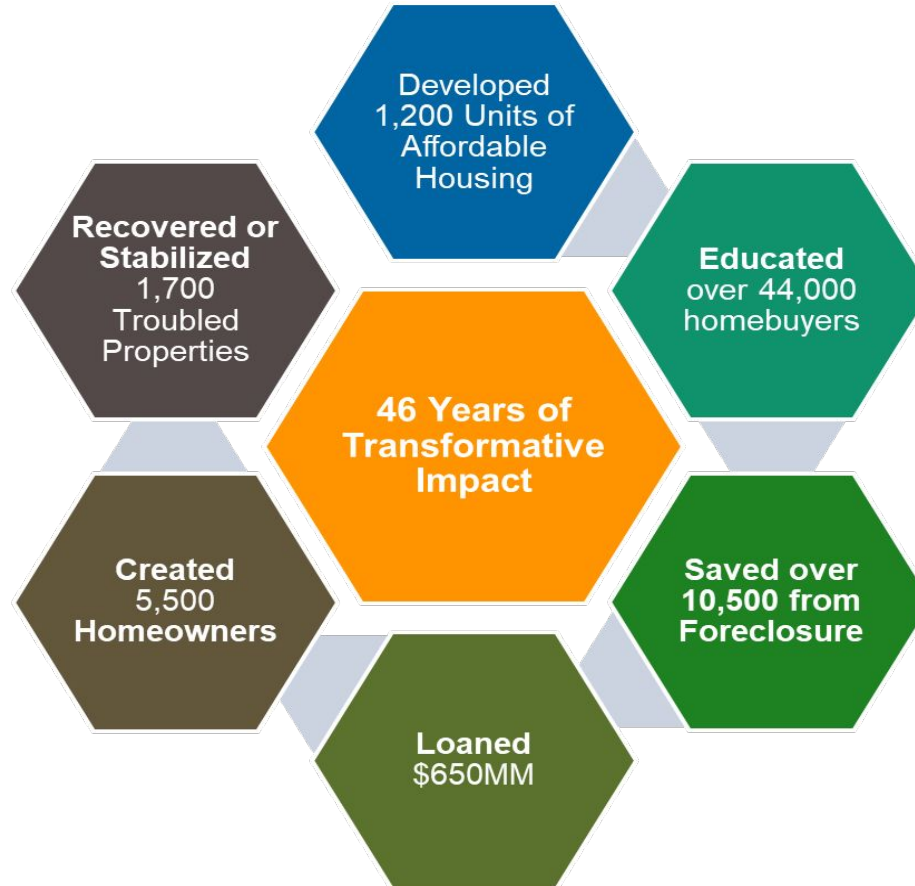 Developed
1,200 Units of
Affordable
Housing
Recovered or
Stabilized
1,700
Troubled
Properties
Educated
over 44,000
homebuyers
46 Years of
Transformative
Impact
Created
5,500
Homeowners
Saved over
10,500 from
Foreclosure
Loaned
$650MM